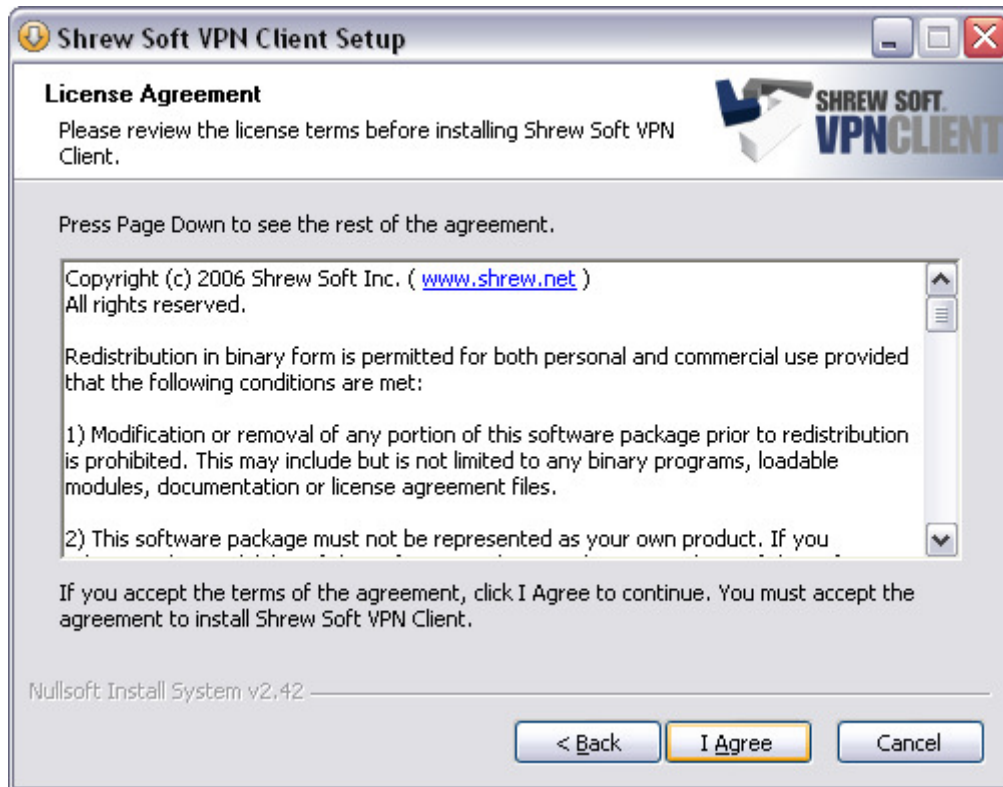 Shrew Soft VPN Client Setup
License Agreement
Please review the license terms before installing Shrew Soft VPN
Client.
SHREW SOFT
VPNCLIENT
Press Page Down to see the rest of the agreement.
Copyright (c) 2006 Shrew Soft Inc. ( www.shrew.net )
All rights reserved.
Redistribution in binary form is permitted for both personal and commercial use provided
that the following conditions are met:
1) Modification or removal of any portion of this software package prior to redistribution
is prohibited. This may include but is not limited to any binary programs, loadable
modules, documentation or license agreement files.
2) This software package must not be represented as your own product. If you
If you accept the terms of the agreement, click I Agree to continue. You must accept the
agreement to install Shrew Soft VPN Client.
Nullsoft Install System v2.42
< Back
I Agree
Cancel